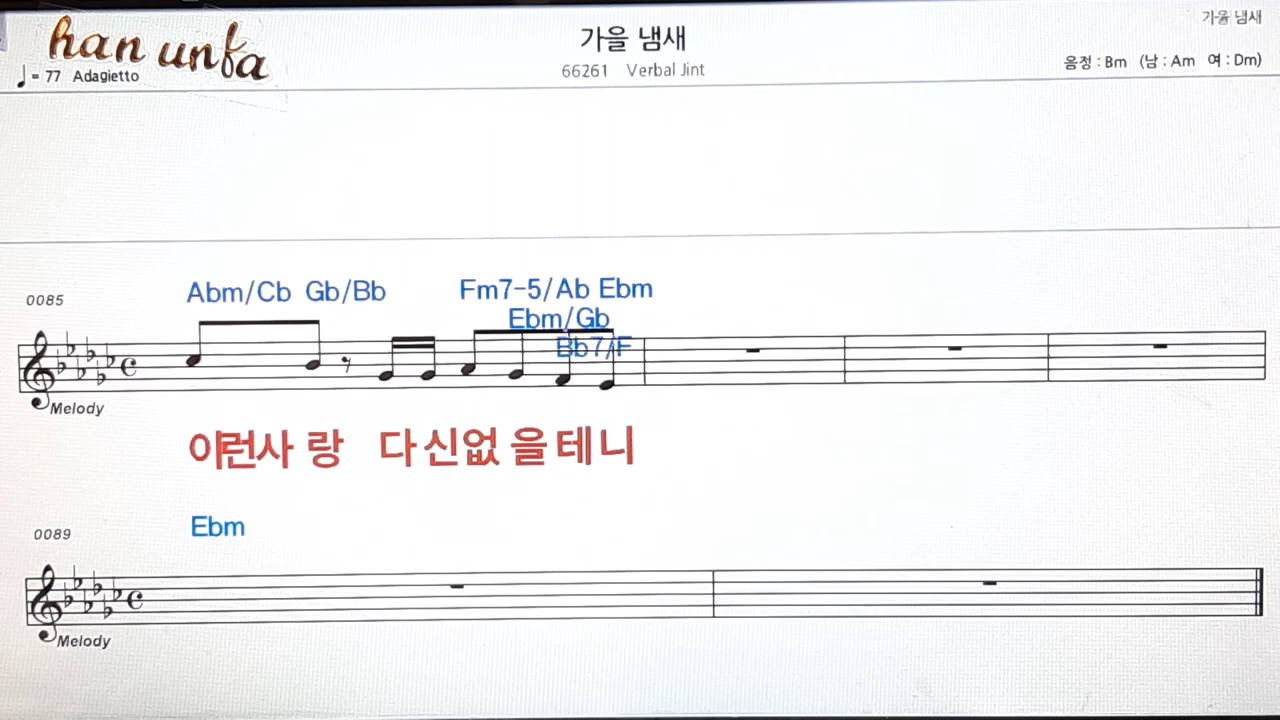 가을 냄새
han unfa
가을 냄새
♩= 77 Adagietto
66261 Verbal Jint
음정 : Bm (남 : Am 여 : Dm)
0085
Abm/Cb Gb/Bb Fm7-5/Ab Ebm
Ebm/Gb
Bb7/F
Melody
이런사랑 다신없을테니
0089
Ebm
Melody